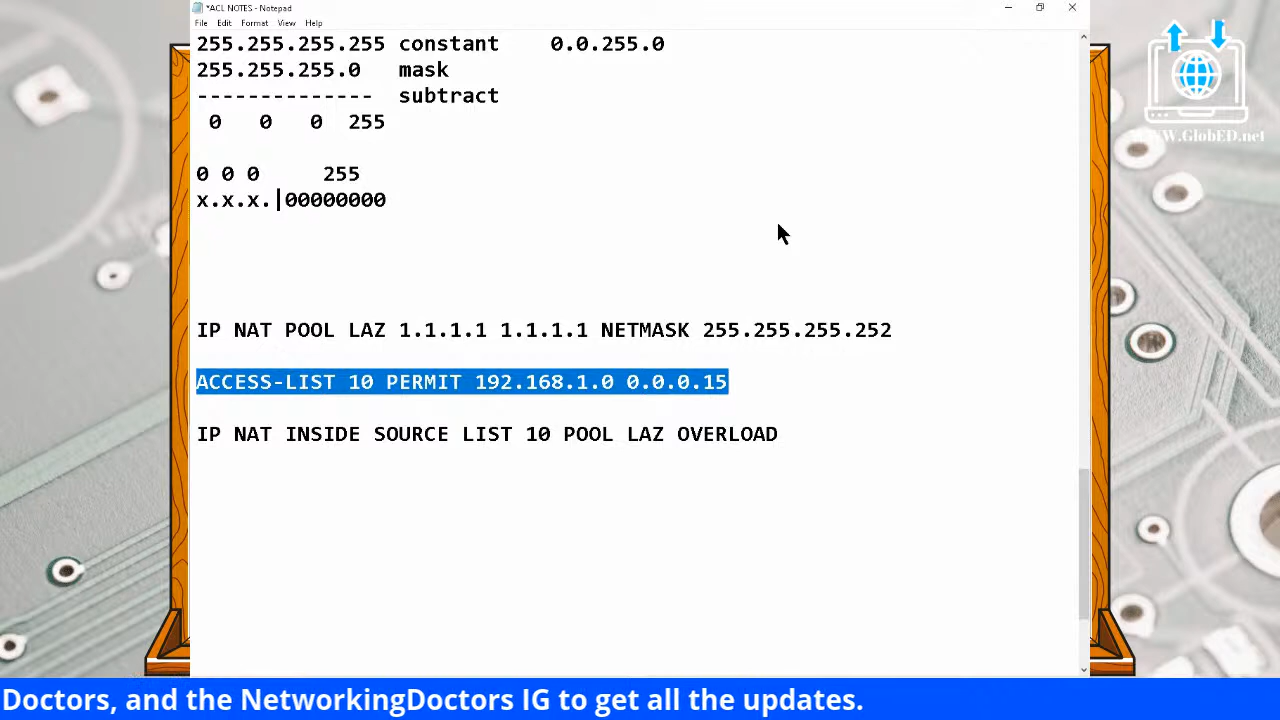 *ACL NOTES - Notepad
File Edit Format View Help
255.255.255.255 constant 0.0.255.0
255.255.255.0 mask
-------------- subtract
0 0 0 255
0 0 0 255
x.x.x.|00000000
IP NAT POOL LAZ 1.1.1.1 1.1.1.1 NETMASK 255.255.255.252
ACCESS-LIST 10 PERMIT 192.168.1.0 0.0.0.15
IP NAT INSIDE SOURCE LIST 10 POOL LAZ OVERLOAD
WWW.GlobED.net
Doctors, and the NetworkingDoctors IG to get all the updates.